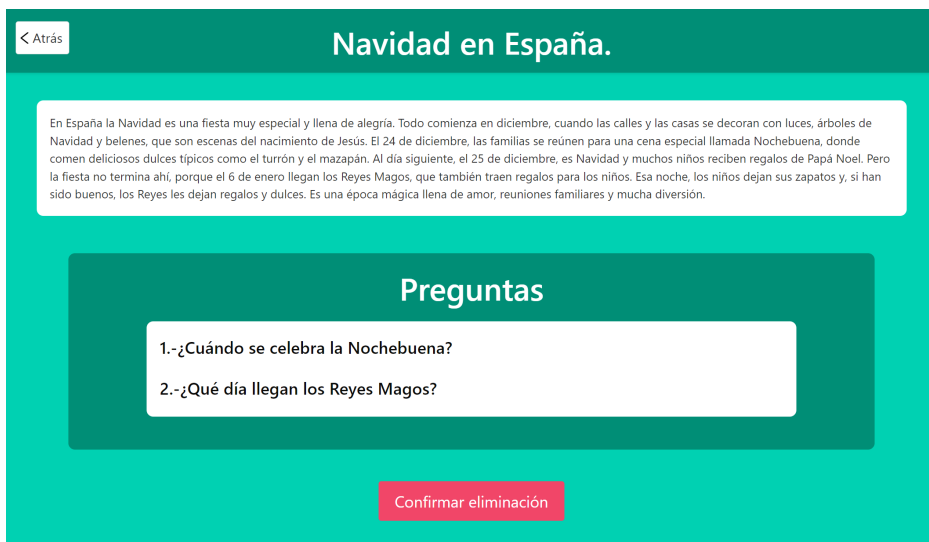 Atrás
Navidad en España.
En España la Navidad es una fiesta muy especial y llena de alegría. Todo comienza en diciembre, cuando las calles y las casas se decoran con luces, árboles de
Navidad y belenes, que son escenas del nacimiento de Jesús. El 24 de diciembre, las familias se reúnen para una cena especial llamada Nochebuena, donde
comen deliciosos dulces típicos como el turrón y el mazapán. Al día siguiente, el 25 de diciembre, es Navidad y muchos niños reciben regalos de Papá Noel. Pero
la fiesta no termina ahí, porque el 6 de enero llegan los Reyes Magos, que también traen regalos para los niños. Esa noche, los niños dejan sus zapatos y, si han
sido buenos, los Reyes les dejan regalos y dulces. Es una época mágica llena de amor, reuniones familiares y mucha diversión.
Preguntas
1.-¿Cuándo se celebra la Nochebuena?
2.-¿Qué día llegan los Reyes Magos?
Confirmar eliminación